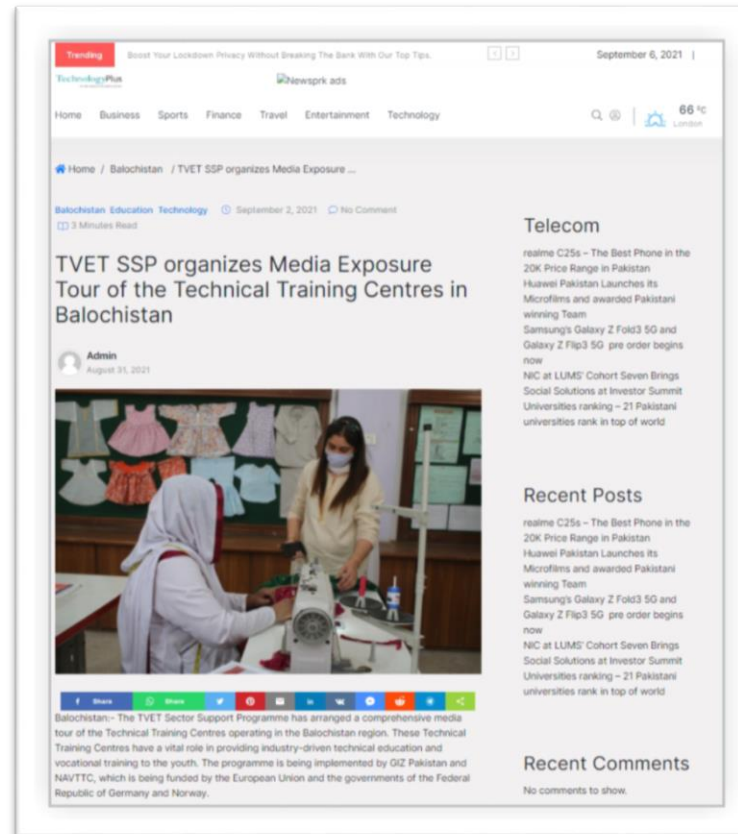 Trending
Boost Your Lockdown Privacy Without Breaking The Bank With Our Top Tips.
September 6, 2021 |
TechnologyPlus
Newsprk ads
Home Business Sports Finance Travel Entertainment Technology
66 °C
London
Home / Balochistan / TVET SSP organizes Media Exposure ...
Balochistan Education Technology September 2, 2021 No Comment
3 Minutes Read
TVET SSP organizes Media Exposure
Tour of the Technical Training Centres in
Balochistan
Admin
August 31, 2021
Share Share
Balochistan:- The TVET Sector Support Programme has arranged a comprehensive media
tour of the Technical Training Centres operating in the Balochistan region. These Technical
Training Centres have a vital role in providing industry-driven technical education and
vocational training to the youth. The programme is being implemented by GIZ Pakistan and
NAVTTC, which is being funded by the European Union and the governments of the Federal
Republic of Germany and Norway.
Telecom
realme C25s – The Best Phone in the
20K Price Range in Pakistan
Huawei Pakistan Launches its
Microfilms and awarded Pakistani
winning Team
Samsung's Galaxy Z Fold3 5G and
Galaxy Z Flip3 5G pre order begins
now
NIC at LUMS' Cohort Seven Brings
Social Solutions at Investor Summit
Universities ranking – 21 Pakistani
universities rank in top of world
Recent Posts
realme C25s – The Best Phone in the
20K Price Range in Pakistan
Huawei Pakistan Launches its
Microfilms and awarded Pakistani
winning Team
Samsung's Galaxy Z Fold3 5G and
Galaxy Z Flip3 5G pre order begins
now
NIC at LUMS' Cohort Seven Brings
Social Solutions at Investor Summit
Universities ranking – 21 Pakistani
universities rank in top of world
Recent Comments
No comments to show.